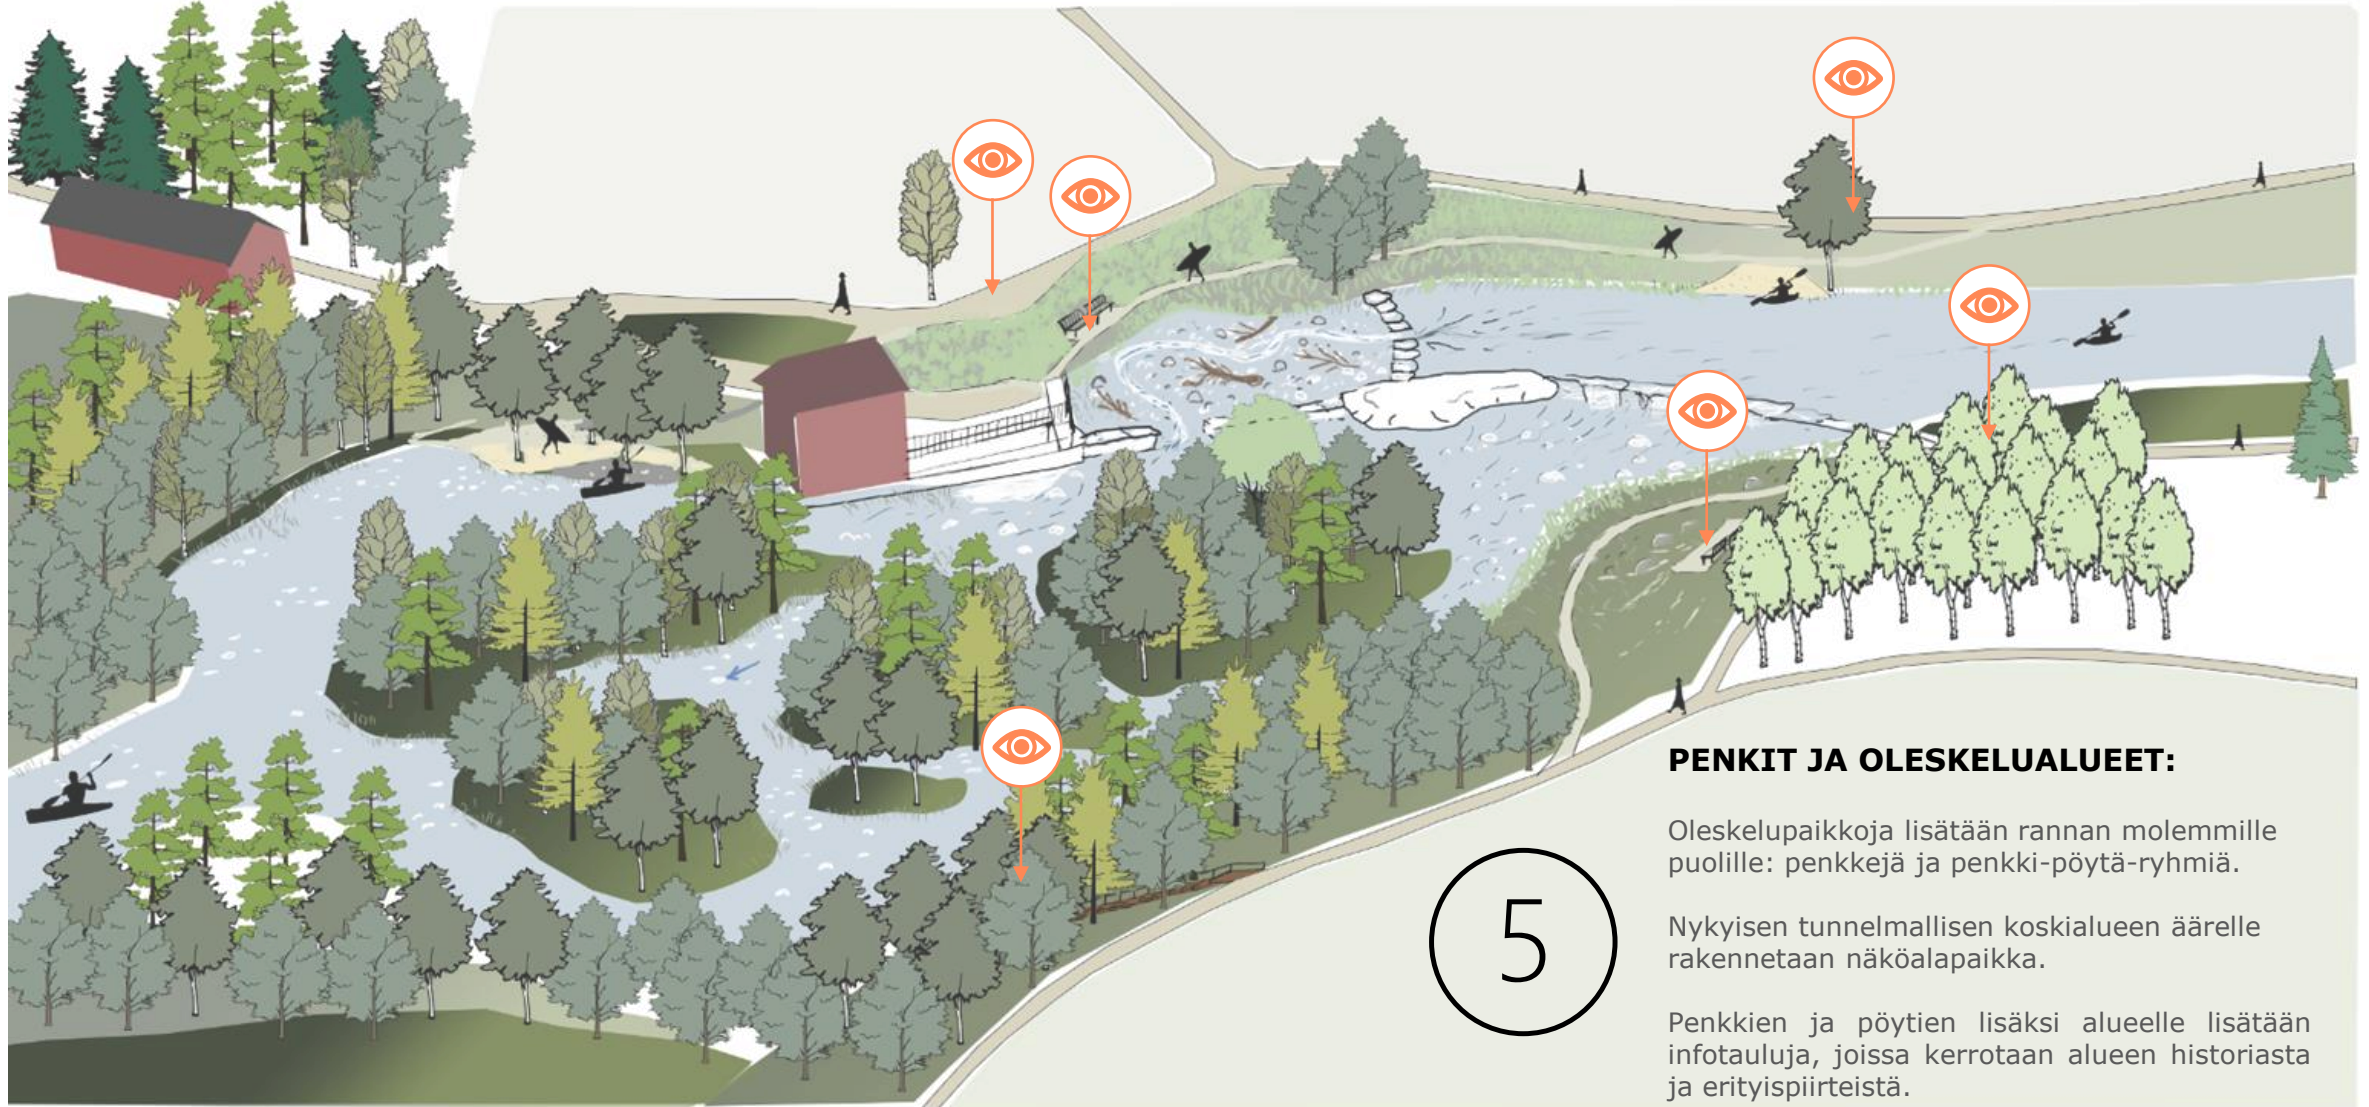 PENKIT JA OLESKELUALUEET:
Oleskelupaikkoja lisätään rannan molemmille
puolille: penkkejä ja penkki-pöytä-ryhmiä.
Nykyisen tunnelmallisen koskialueen äärelle
rakennetaan näköalapaikka.
Penkkien ja pöytien lisäksi alueelle lisätään
infotauluja, joissa kerrotaan alueen historiasta
ja erityispiirteistä.
5